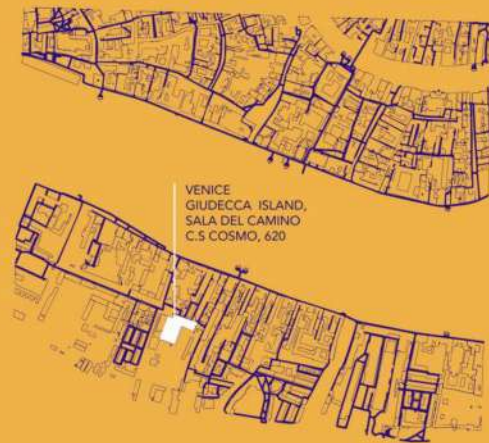 VENICE
GIUDECCA ISLAND,
SALA DEL CAMINO
C.S COSMO, 620